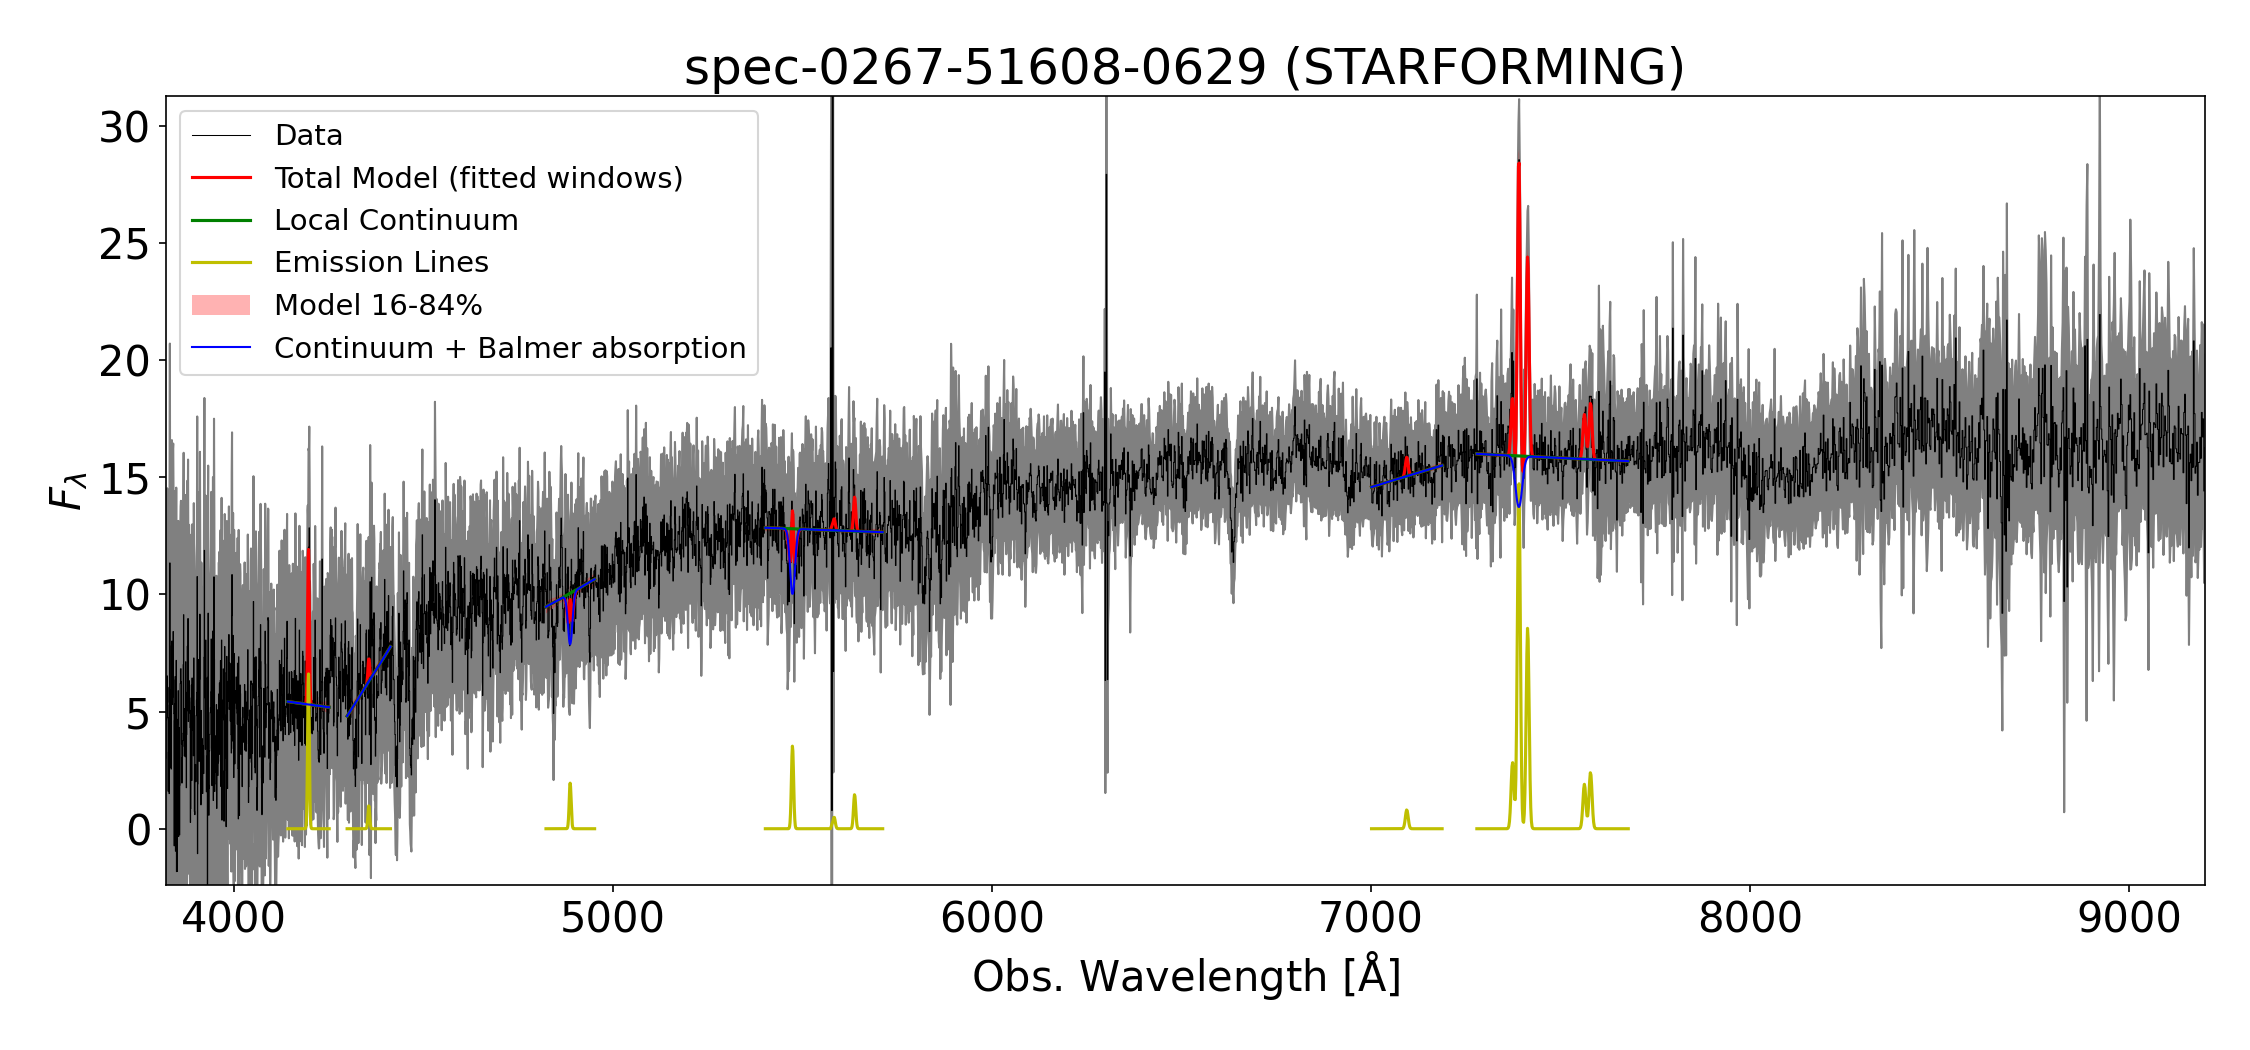 spec-0267-51608-0629 (STARFORMING)
Data
Total Model (fitted windows)
Local Continuum
Emission Lines
Model 16-84%
Continuum + Balmer absorption
30
25
20
15
10
5
0
Fλ
4000 5000 6000 7000 8000 9000
Obs. Wavelength [Å]